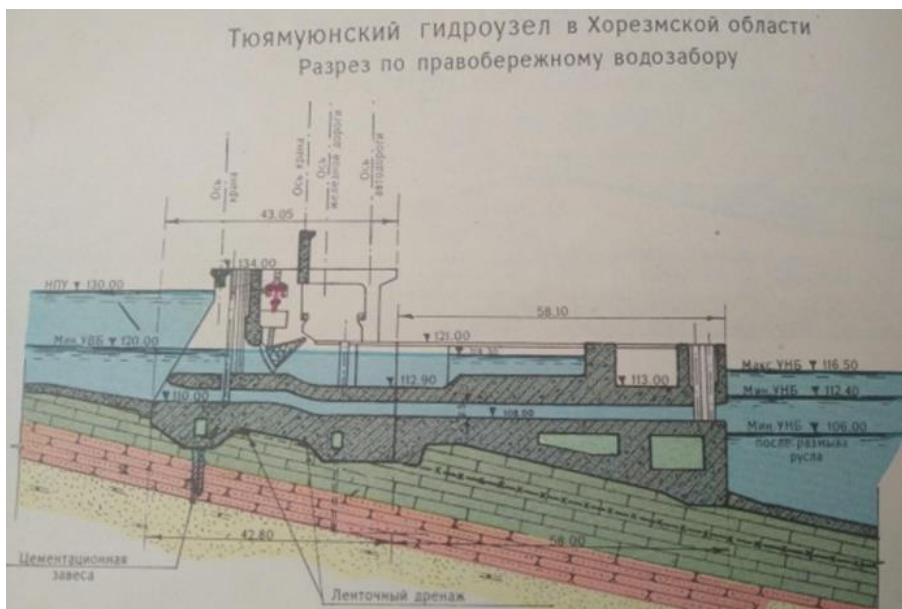 Тюямуюнский гидроузел в Хорезмской области
Разрез по правобережному водозабору
Ось
крана
Ось крана
Ось
железной дороги
Ось
автодороги
43.05
134.00
НПУ 130.00
58.10
Мин.УВБ 120.00
121.00
Макс.УНБ 116.50
112.90
113.00
Мин.УНБ 112.40
110.00
108.00
Мин.УНБ 106.00
после размыва
русла
42.80
58.00
Цементационная
завеса
Ленточный дренаж